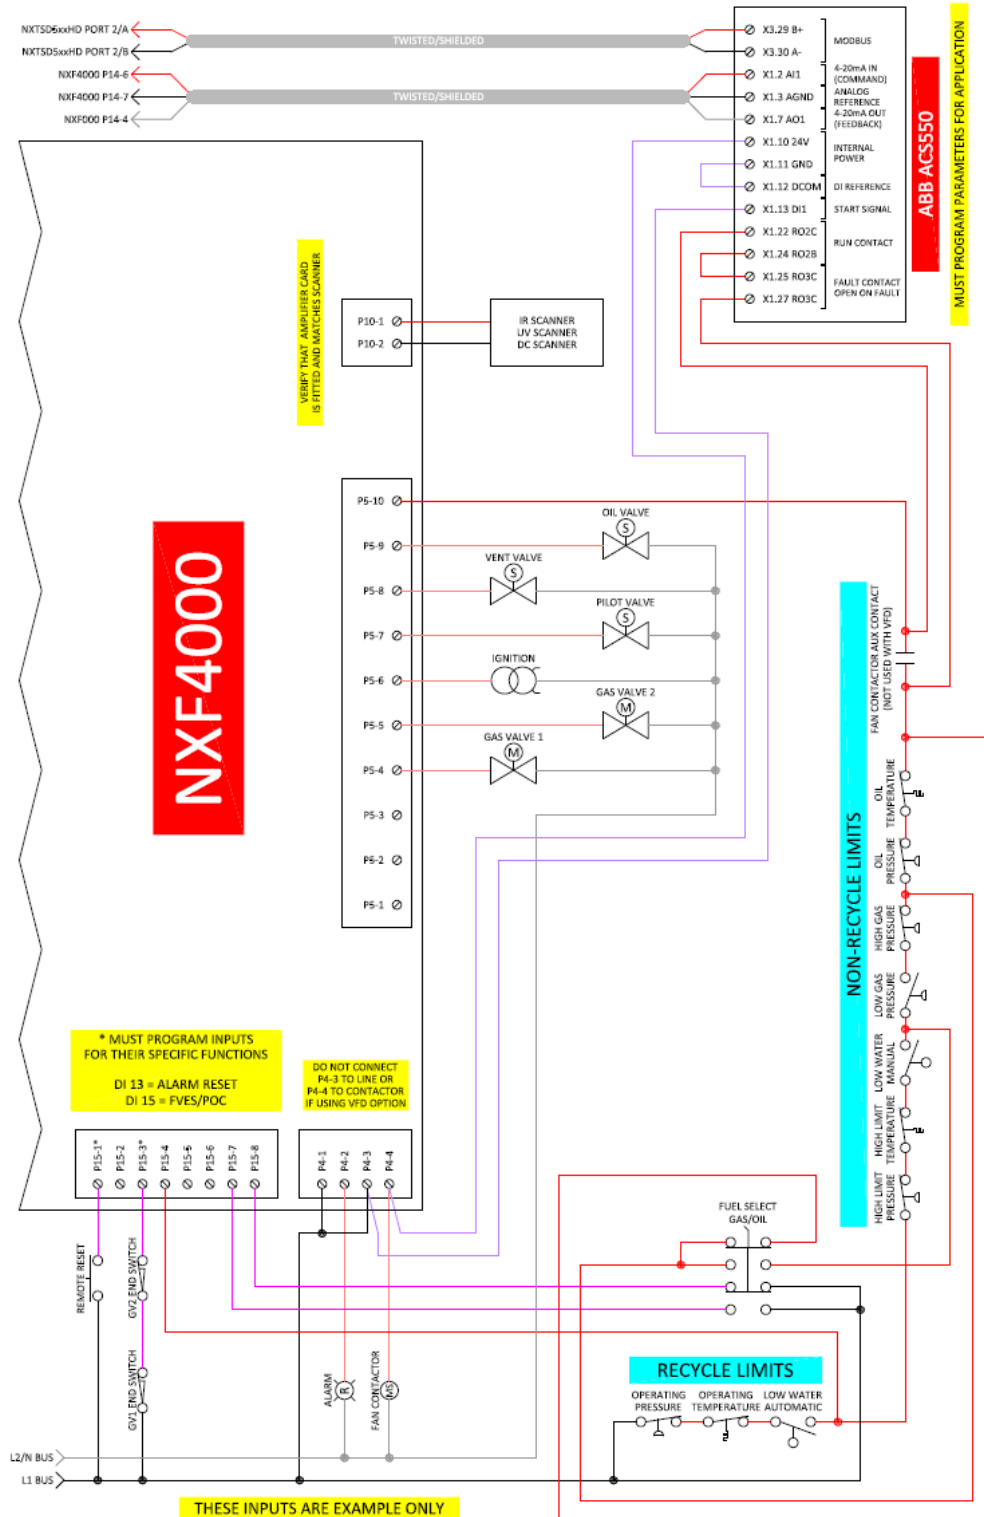 NXTSD5xxHD PORT 2/A
NXTSD5xxHD PORT 2/B
NXF4000 P14-6
NXF4000 P14-7
NXF000 P14-4
TWISTED/SHIELDED
TWISTED/SHIELDED
X3.29 B+
X3.30 A-
X1.2 AI1
X1.3 AGND
X1.7 AO1
X1.10 24V
X1.11 GND
X1.12 DCOM
X1.13 DI1
X1.22 RO2C
X1.24 RO2B
X1.25 RO3C
X1.27 RO3C
MODBUS
4-20mA IN
(COMMAND)
ANALOG
REFERENCE
4-20mA OUT
(FEEDBACK)
INTERNAL
POWER
DI REFERENCE
START SIGNAL
RUN CONTACT
FAULT CONTACT
OPEN ON FAULT
ABB ACS550
MUST PROGRAM PARAMETERS FOR APPLICATION
VERIFY THAT AMPLIFIER CARD
IS FITTED AND MATCHES SCANNER
P10-1
P10-2
IR SCANNER
UV SCANNER
DC SCANNER
NXF4000
P5-10
P5-9
P5-8
P5-7
P5-6
P5-5
P5-4
P5-3
P5-2
P5-1
OIL VALVE
S
VENT VALVE
S
PILOT VALVE
S
IGNITION
GAS VALVE 2
M
GAS VALVE 1
M
FAN CONTACTOR AUX CONTACT
(NOT USED WITH VFD)
NON-RECYCLE LIMITS
OIL
TEMPERATURE
OIL
PRESSURE
HIGH GAS
PRESSURE
LOW GAS
PRESSURE
LOW WATER
MANUAL
HIGH LIMIT
TEMPERATURE
HIGH LIMIT
PRESSURE
* MUST PROGRAM INPUTS
FOR THEIR SPECIFIC FUNCTIONS
DI 13 = ALARM RESET
DI 15 = FVES/POC
DO NOT CONNECT
P4-3 TO LINE OR
P4-4 TO CONTACTOR
IF USING VFD OPTION
P15-1*
P15-2
P15-3*
P15-4
P15-5
P15-6
P15-7
P15-8
P4-1
P4-2
P4-3
P4-4
FUEL SELECT
GAS/OIL
REMOTE RESET
GV2 END SWITCH
GV1 END SWITCH
ALARM
R
FAN CONTACTOR
MS
RECYCLE LIMITS
OPERATING
PRESSURE
OPERATING
TEMPERATURE
LOW WATER
AUTOMATIC
L2/N BUS
L1 BUS
THESE INPUTS ARE EXAMPLE ONLY